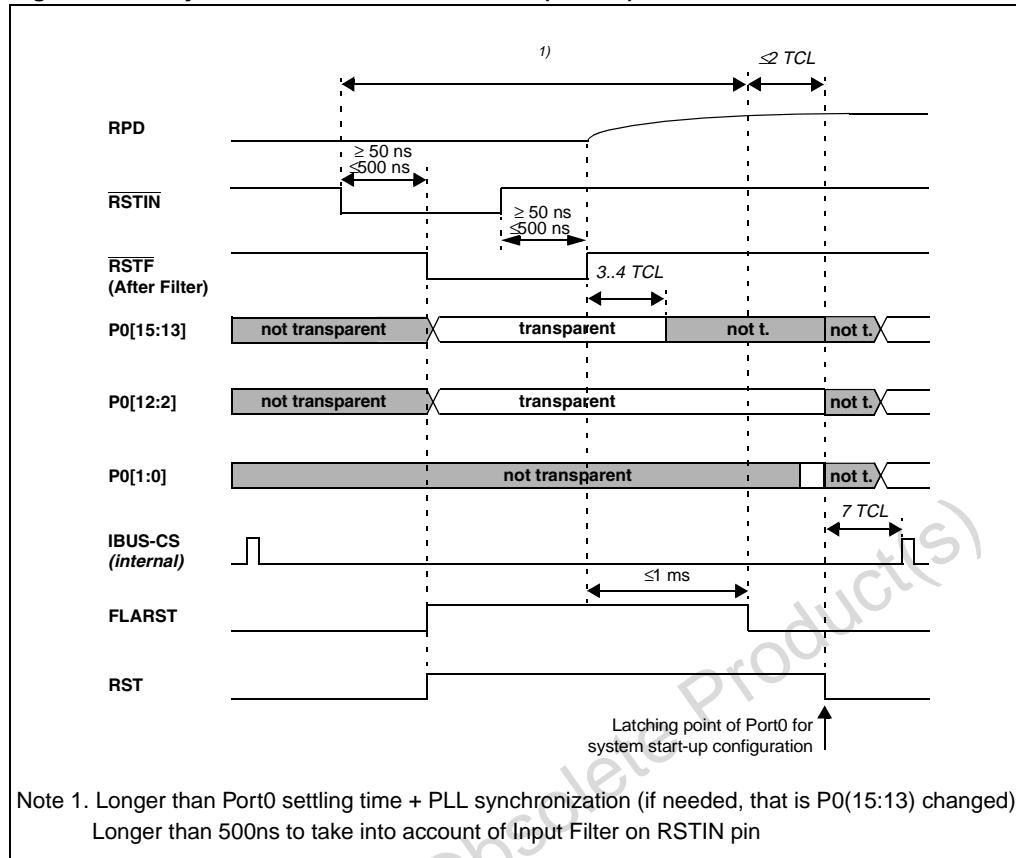 1)
≤2 TCL
RPD
≥ 50 ns
≤500 ns
RSTIN
≥ 50 ns
≤500 ns
RSTF
(After Filter)
3..4 TCL
P0[15:13]
not transparent
transparent
not t.
not t.
P0[12:2]
not transparent
transparent
not t.
P0[1:0]
not transparent
not t.
7 TCL
IBUS-CS
(internal)
≤1 ms
FLARST
RST
Latching point of Port0 for
system start-up configuration
Note 1. Longer than Port0 settling time + PLL synchronization (if needed, that is P0(15:13) changed)
Longer than 500ns to take into account of Input Filter on RSTIN pin
Obsolete Product(s)